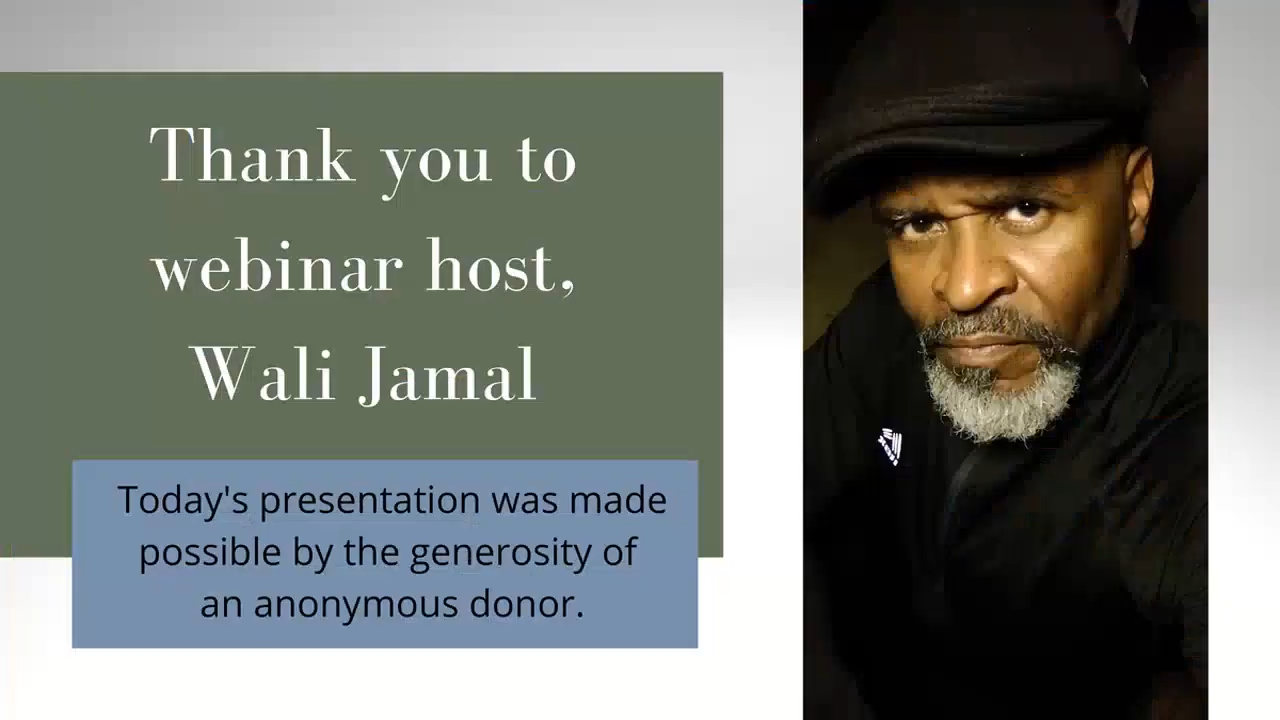 Thank you to
webinar host,
Wali Jamal
Today's presentation was made
possible by the generosity of
an anonymous donor.